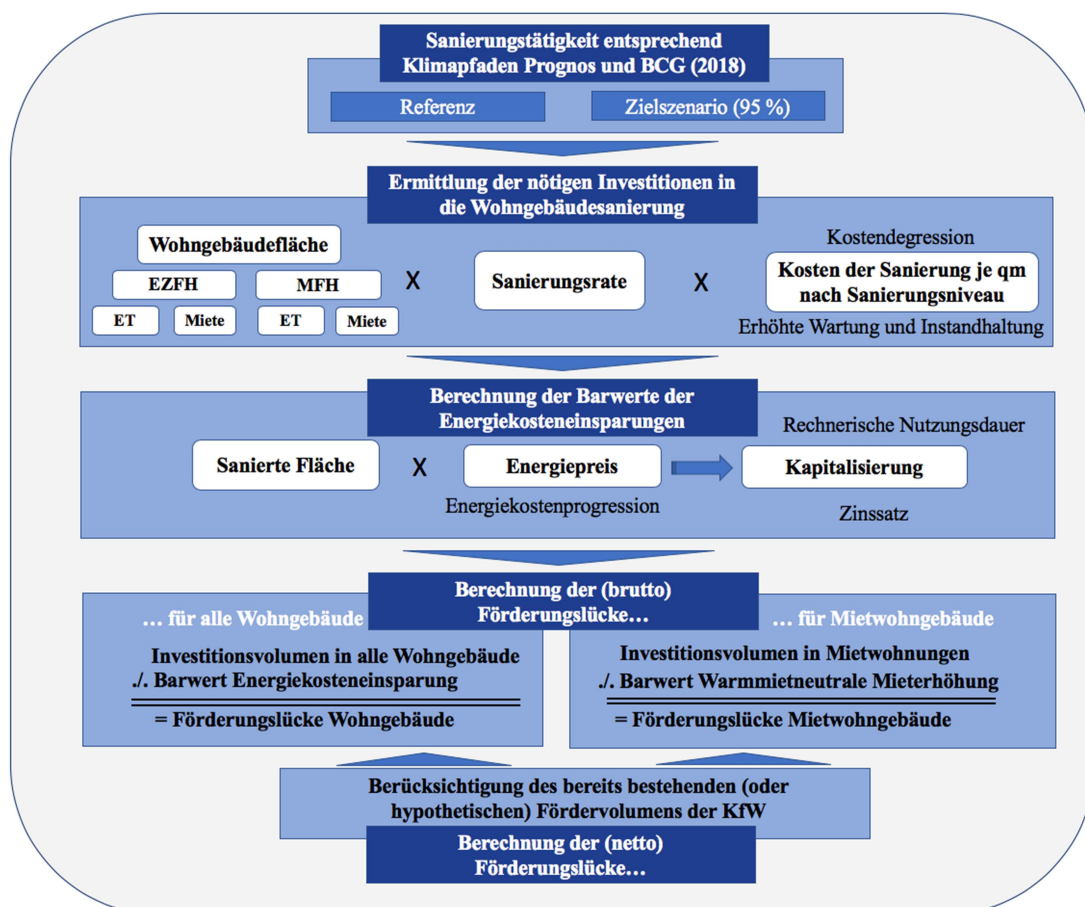 Sanierungstätigkeit entsprechend
Klimapfaden Prognos und BCG (2018)
Referenz
Zielszenario (95 %)
Ermittlung der nötigen Investitionen in
die Wohngebäudesanierung
Wohngebäudefläche
EZFH
MFH
ET
Miete
ET
Miete
X
Sanierungsrate
X
Kostendegression
Kosten der Sanierung je qm
nach Sanierungsniveau
Erhöhte Wartung und Instandhaltung
Berechnung der Barwerte der
Energiekosteneinsparungen
Sanierte Fläche
X
Energiepreis
Energiekostenprogression
Rechnerische Nutzungsdauer
Kapitalisierung
Zinssatz
Berechnung der (brutto)
Förderungslücke…
… für alle Wohngebäude
Investitionsvolumen in alle Wohngebäude
./. Barwert Energiekosteneinsparung
= Förderungslücke Wohngebäude
… für Mietwohngebäude
Investitionsvolumen in Mietwohnungen
./. Barwert Warmmietneutrale Mieterhöhung
= Förderungslücke Mietwohngebäude
Berücksichtigung des bereits bestehenden (oder
hypothetischen) Fördervolumens der KfW
Berechnung der (netto)
Förderungslücke…